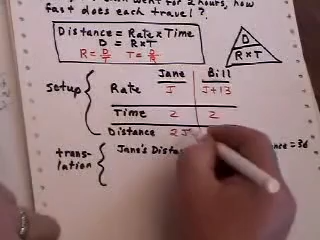 went for 2 hours, how
fast does each travel?
Distance = Rate x Time
D = R x T
R = D/T T = D/R
D
R x T
Jane Bill
setup
Rate J J+13
Time 2 2
Distance 2J
trans-
lation
Jane's Dista
nce = 36